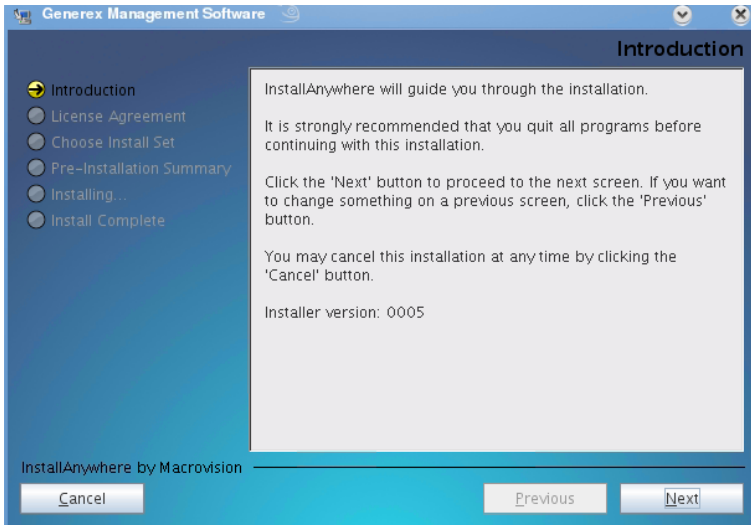 Generex Management Software
Introduction
Introduction
License Agreement
Choose Install Set
Pre-Installation Summary
Installing...
Install Complete
InstallAnywhere will guide you through the installation.
It is strongly recommended that you quit all programs before
continuing with this installation.
Click the 'Next' button to proceed to the next screen. If you want
to change something on a previous screen, click the 'Previous'
button.
You may cancel this installation at any time by clicking the
'Cancel' button.
Installer version: 0005
InstallAnywhere by Macrovision
Cancel
Previous
Next